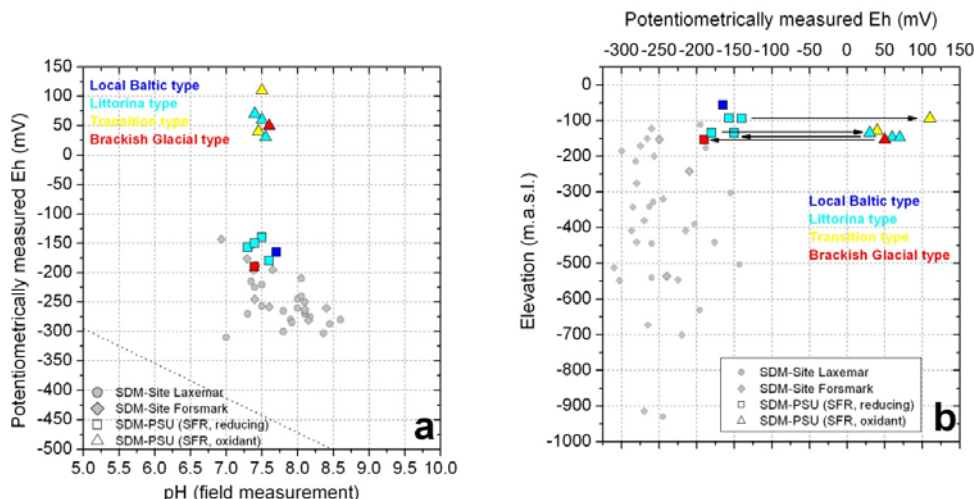 Potentiometrically measured Eh (mV)
150
100
50
0
-50
-100
-150
-200
-250
-300
-350
-400
-450
-500
Local Baltic type
Littorina type
Transition type
Brackish Glacial type
SDM-Site Laxemar
SDM-Site Forsmark
SDM-PSU (SFR, reducing)
SDM-PSU (SFR, oxidant)
a
5.0 5.5 6.0 6.5 7.0 7.5 8.0 8.5 9.0 9.5 10.0
pH (field measurement)
Potentiometrically measured Eh (mV)
-300 -250 -200 -150 -100 -50 0 50 100 150
Elevation (m.a.s.l.)
0
-100
-200
-300
-400
-500
-600
-700
-800
-900
-1000
Local Baltic type
Littorina type
Transition type
Brackish Glacial type
SDM-Site Laxemar
SDM-Site Forsmark
SDM-PSU (SFR, reducing)
SDM-PSU (SFR, oxidant)
b